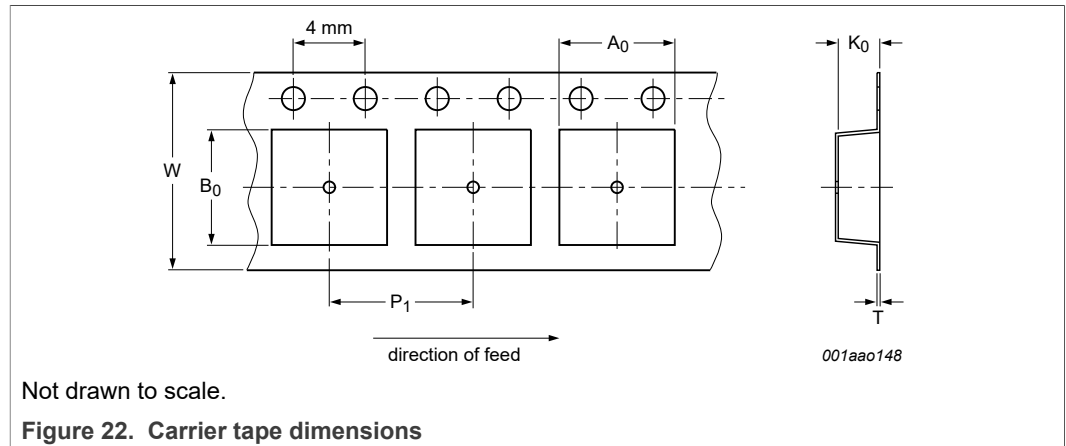 4 mm
A0
K0
W
B0
P1
T
direction of feed
001aao148
Not drawn to scale.
Figure 22. Carrier tape dimensions